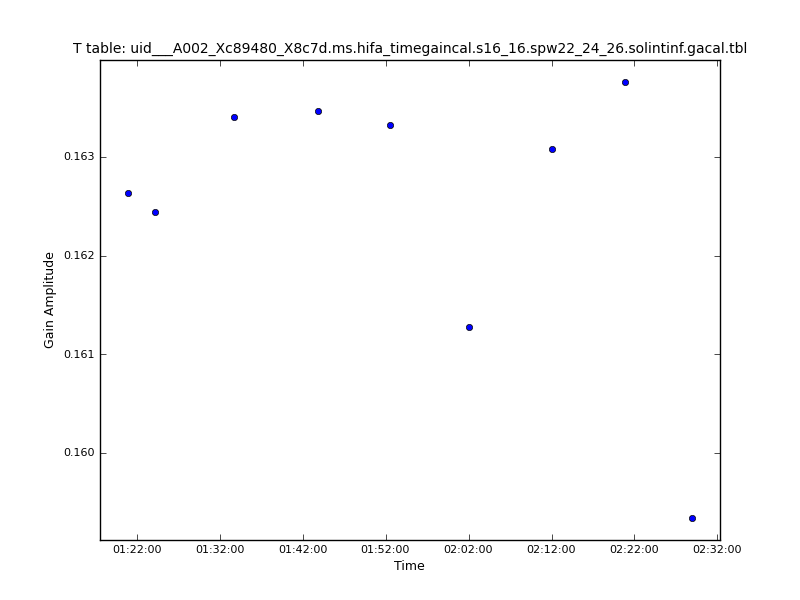 T table: uid___A002_Xc89480_X8c7d.ms.hifa_timegaincal.s16_16.spw22_24_26.solintinf.gacal.tbl
0.163
0.162
0.161
0.160
Gain Amplitude
01:22:00 01:32:00 01:42:00 01:52:00 02:02:00 02:12:00 02:22:00 02:32:00
Time